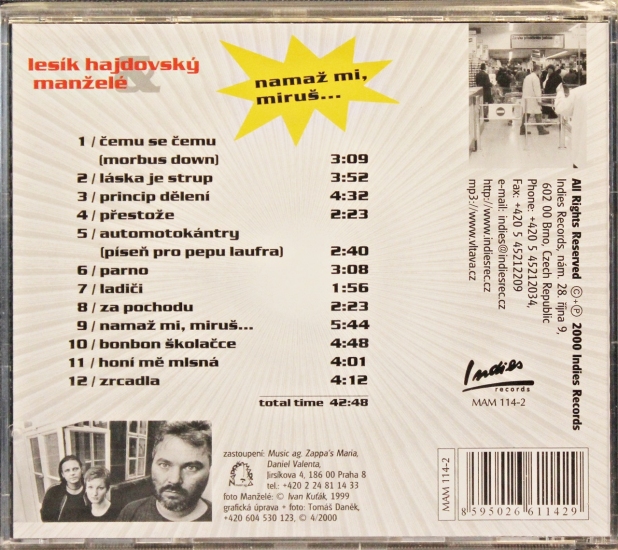 lesík hajdovský
&
manželé
namaž mi,
miruš...
1 / čemu se čemu
(morbus down) 3:09
2 / láska je strup 3:52
3 / princip dělení 4:32
4 / přestože 2:23
5 / automotokántry
(píseň pro pepu laufra) 2:40
6 / parno 3:08
7 / ladiči 1:56
8 / za pochodu 2:23
9 / namaž mi, miruš... 5:44
10 / bonbon školačce 4:48
11 / honí mě mlsná 4:01
12 / zrcadla 4:12
total time 42:48
All Rights Reserved ©+℗ 2000 Indies Records
Indies Records, nám. 28. října 9,
602 00 Brno, Czech Republic
Phone: +420 5 45212034,
Fax: +420 5 45212209
e-mail: indies@indiesrec.cz
http://www.indiesrec.cz
mp3://www.vltava.cz
Indies
records
MAM 114-2
zastoupení: Music ag. Zappa's Maria,
Daniel Valenta,
Jirsíkova 4, 186 00 Praha 8
tel.: +420 2 24 81 14 33
foto Manželé: © Ivan Kuťák, 1999
grafická úprava + foto: Tomaš Daněk,
+420 604 530 123, © 4/2000
MAM 114-2
8 595026 611429